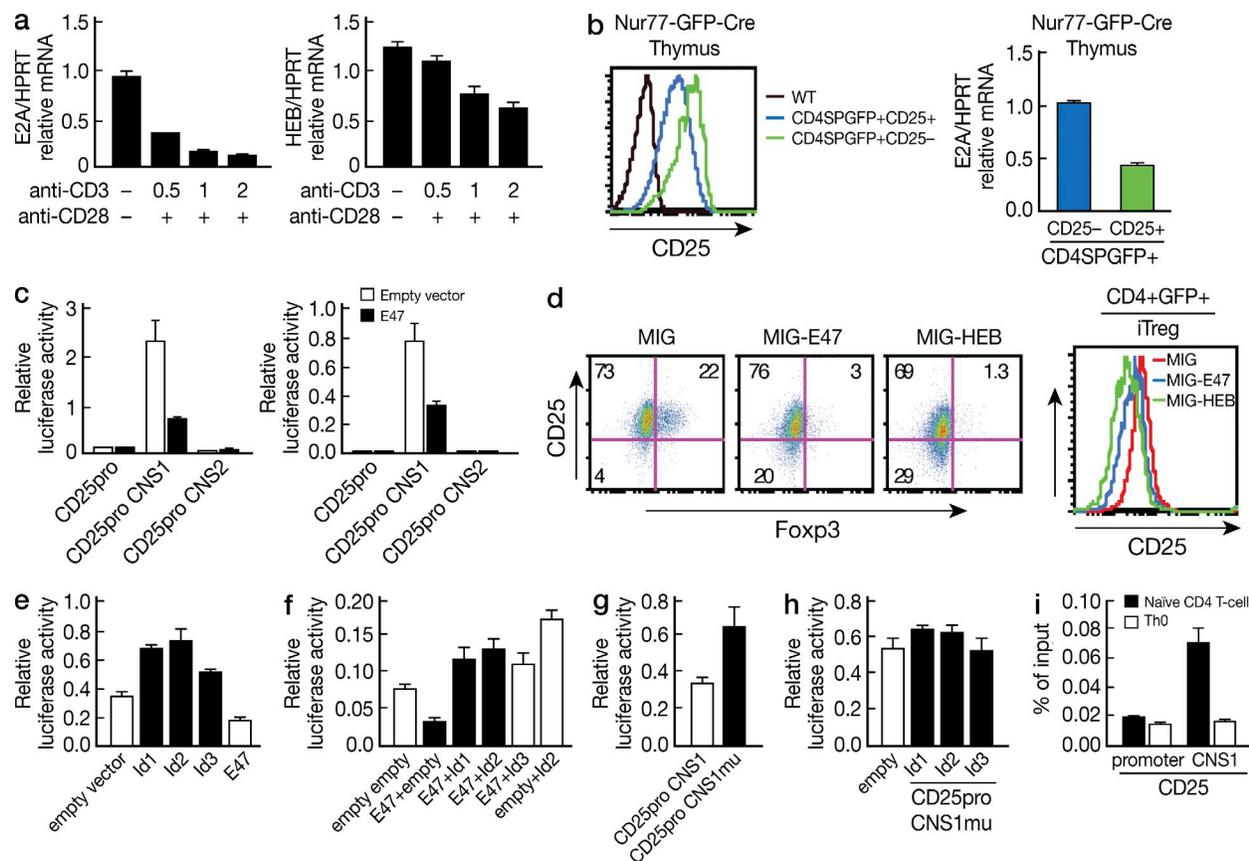 a
E2A/HPRT
relative mRNA
1.5
1.0
0.5
0
anti-CD3 – 0.5 1 2
anti-CD28 – + + +
HEB/HPRT
relative mRNA
1.5
1.0
0.5
0
anti-CD3 – 0.5 1 2
anti-CD28 – + + +
b
Nur77-GFP-Cre
Thymus
WT
CD4SPGFP+CD25+
CD4SPGFP+CD25–
CD25
Nur77-GFP-Cre
Thymus
E2A/HPRT
relative mRNA
1.5
1.0
0.5
0.0
CD25– CD25+
CD4SPGFP+
c
Relative
luciferase activity
3
2
1
0
CD25pro
CD25pro CNS1
CD25pro CNS2
Relative
luciferase activity
1.0
0.8
0.6
0.4
0.2
0.0
Empty vector
E47
CD25pro
CD25pro CNS1
CD25pro CNS2
d
MIG
MIG-E47
MIG-HEB
CD25
73 22
4
76 3
20
69 1.3
29
Foxp3
CD4+GFP+
iTreg
MIG
MIG-E47
MIG-HEB
CD25
e
Relative
luciferase activity
1.0
0.8
0.6
0.4
0.2
0.0
empty vector
Id1
Id2
Id3
E47
f
Relative
luciferase activity
0.20
0.15
0.10
0.05
0.0
empty empty
E47+empty
E47+Id1
E47+Id2
E47+Id3
empty+Id2
g
Relative
luciferase activity
0.8
0.6
0.4
0.2
0.0
CD25pro CNS1
CD25pro CNS1mu
h
Relative
luciferase activity
0.8
0.6
0.4
0.2
0.0
empty
Id1
Id2
Id3
CD25pro
CNS1mu
i
% of input
0.10
0.08
0.06
0.04
0.02
0.00
Naïve CD4 T-cell
Th0
promoter CNS1
CD25